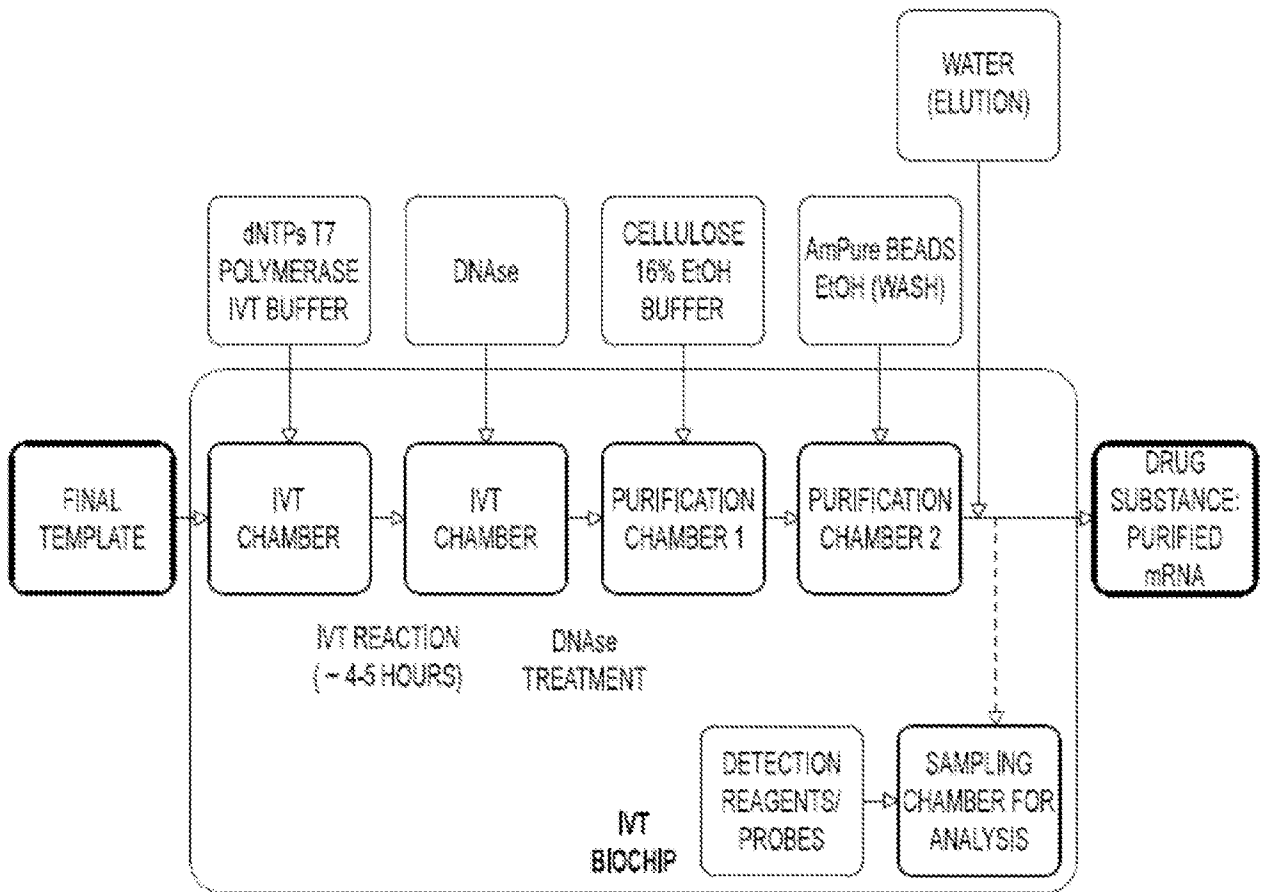 WATER
(ELUTION)
dNTPs T7
POLYMERASE
IVT BUFFER
DNAse
CELLULOSE
16% EtOH
BUFFER
AmPure BEADS
EtOH (WASH)
FINAL
TEMPLATE
IVT
CHAMBER
IVT
CHAMBER
PURIFICATION
CHAMBER 1
PURIFICATION
CHAMBER 2
DRUG
SUBSTANCE:
PURIFIED
mRNA
IVT REACTION
( ~ 4-5 HOURS)
DNAse
TREATMENT
DETECTION
REAGENTS/
PROBES
SAMPLING
CHAMBER FOR
ANALYSIS
IVT
BIOCHIP